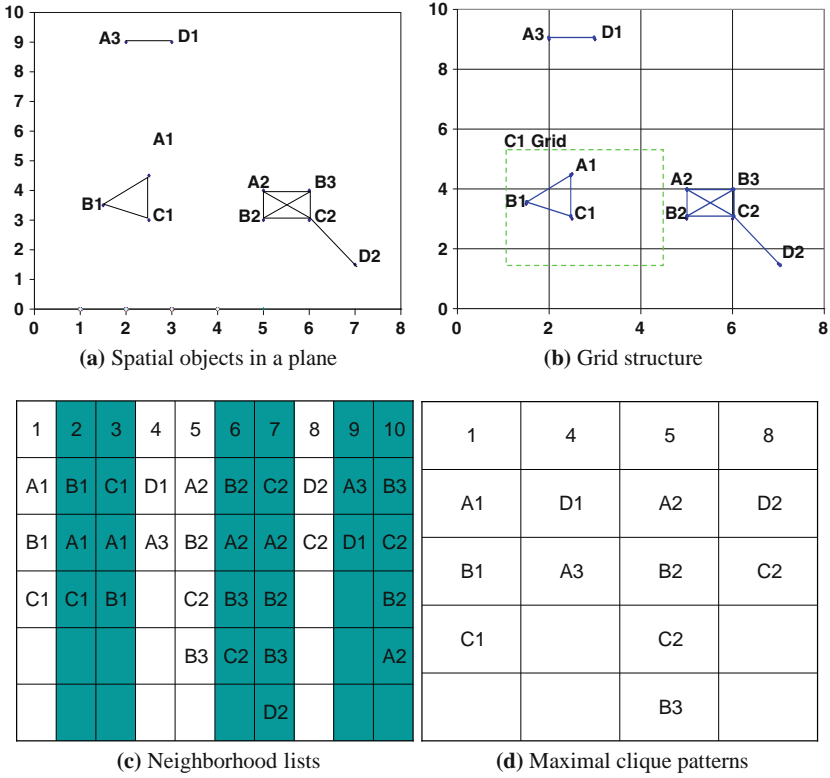 10
9
8
7
6
5
4
3
2
1
0
0 1 2 3 4 5 6 7 8
A3 D1
A1
B1
C1
A2 B3
B2 C2
D2
(a) Spatial objects in a plane
10
8
6
4
2
0
0 2 4 6 8
A3 D1
C1 Grid
A1
B1
C1
A2 B3
B2 C2
D2
(b) Grid structure
1 2 3 4 5 6 7 8 9 10
A1 B1 C1 D1 A2 B2 C2 D2 A3 B3
B1 A1 A1 A3 B2 A2 A2 C2 D1 C2
C1 C1 B1 C2 B3 B2 B2
B3 C2 B3 A2
D2
(c) Neighborhood lists
1 4 5 8
A1 D1 A2 D2
B1 A3 B2 C2
C1 C2
B3
(d) Maximal clique patterns